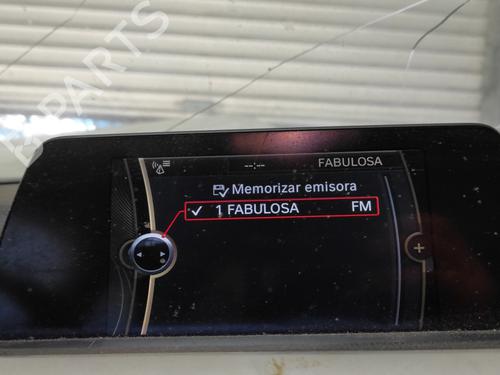 PARTS
--:-- FABULOSA
Memorizar emisora
1 FABULOSA FM